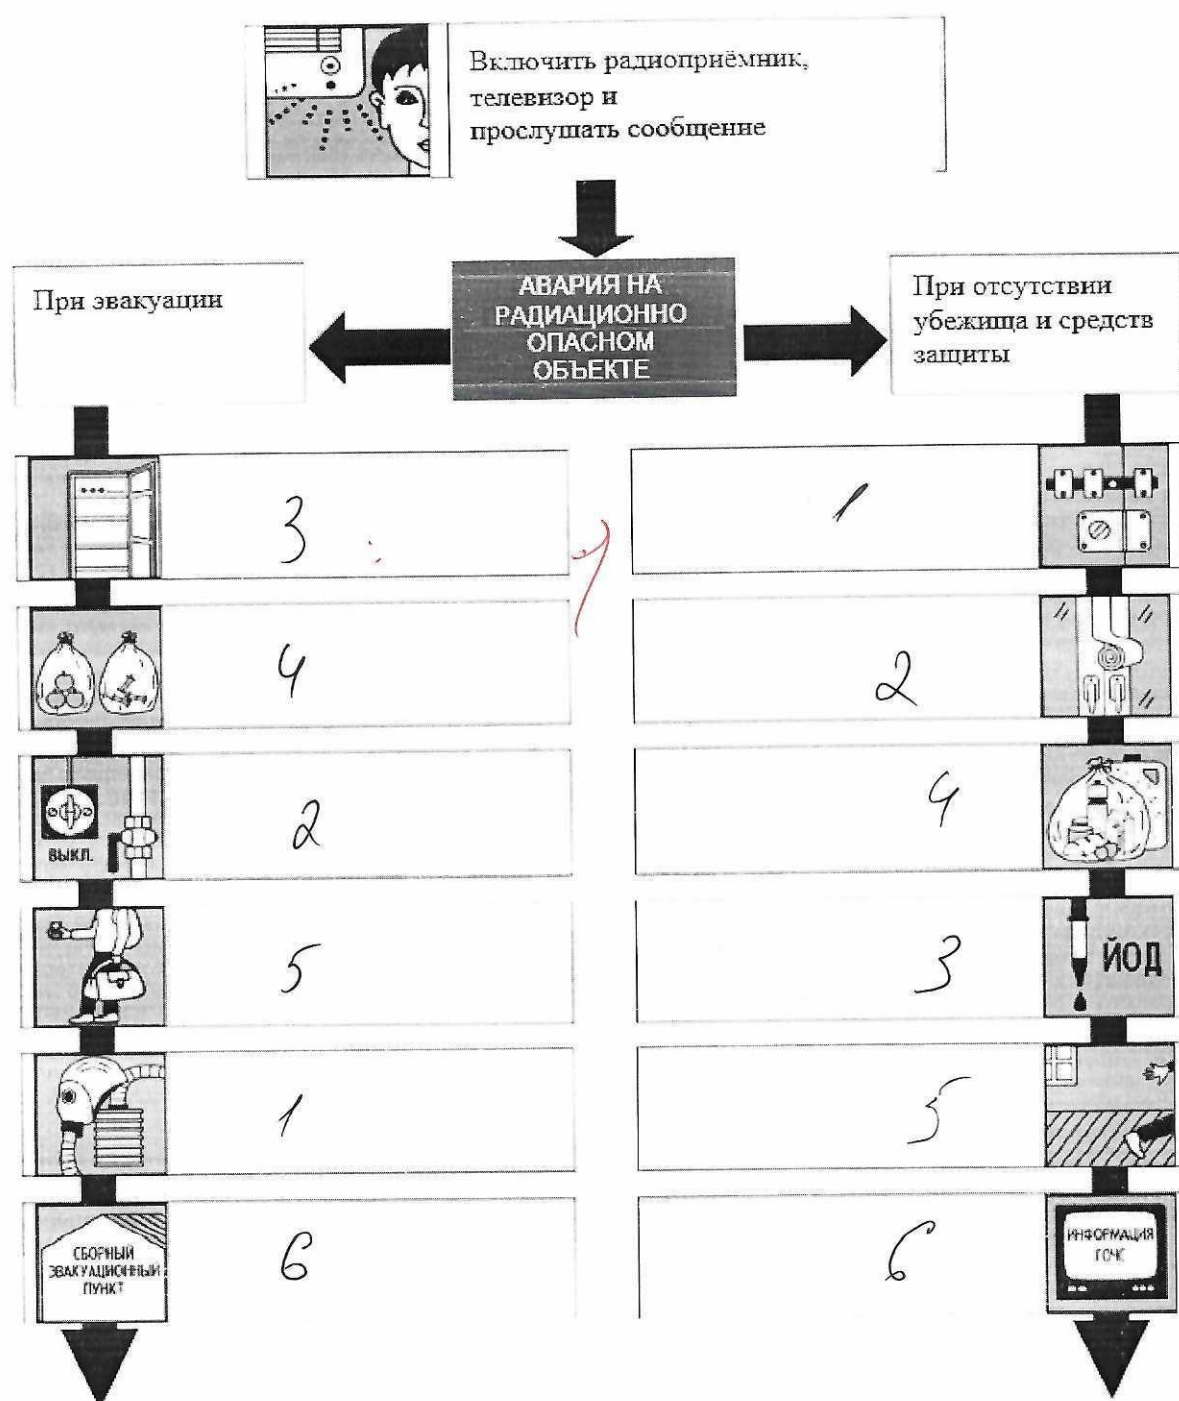 Включить радиоприёмник,
телевизор и
прослушать сообщение
При эвакуации
АВАРИЯ НА
РАДИАЦИОННО
ОПАСНОМ
ОБЪЕКТЕ
При отсутствии
убежища и средств
защиты
3
1
4
2
ВЫКЛ.
2
4
5
3
ЙОД
1
5
СБОРНЫЙ
ЭВАКУАЦИОННЫЙ
ПУНКТ
6
6
ИНФОРМАЦИЯ
ГОЧС